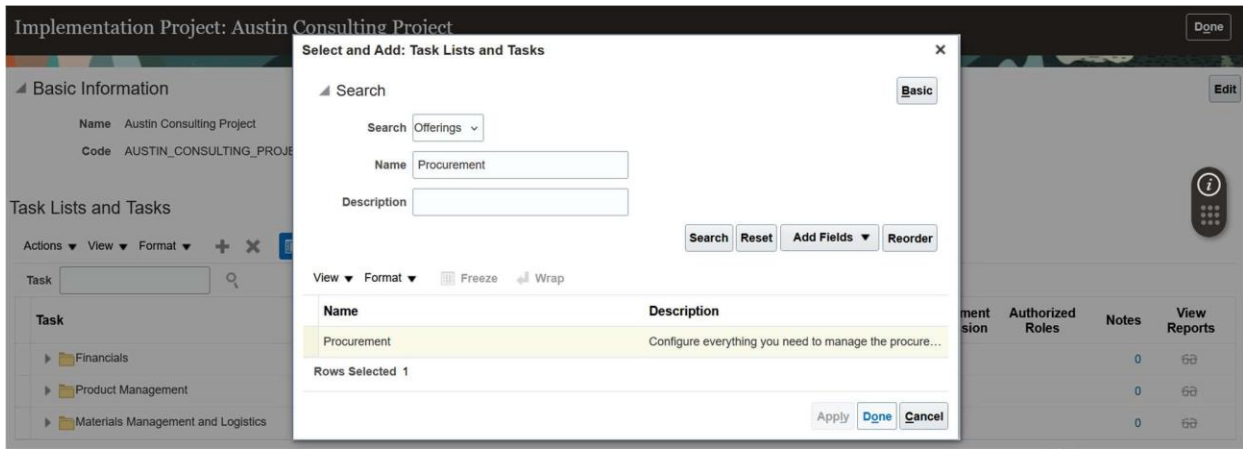 Implementation Project: Austin Consulting Project
Done
Basic Information
Edit
Name Austin Consulting Project
Code AUSTIN_CONSULTING_PROJE
Task Lists and Tasks
Actions View Format
Task
Task
Financials
Product Management
Materials Management and Logistics
Select and Add: Task Lists and Tasks
Search
Basic
Search Offerings
Name Procurement
Description
Search Reset Add Fields Reorder
View Format Freeze Wrap
Name Description
Procurement Configure everything you need to manage the procure...
Rows Selected 1
Apply Done Cancel
ment
sion
Authorized
Roles
Notes
View
Reports
0
0
0